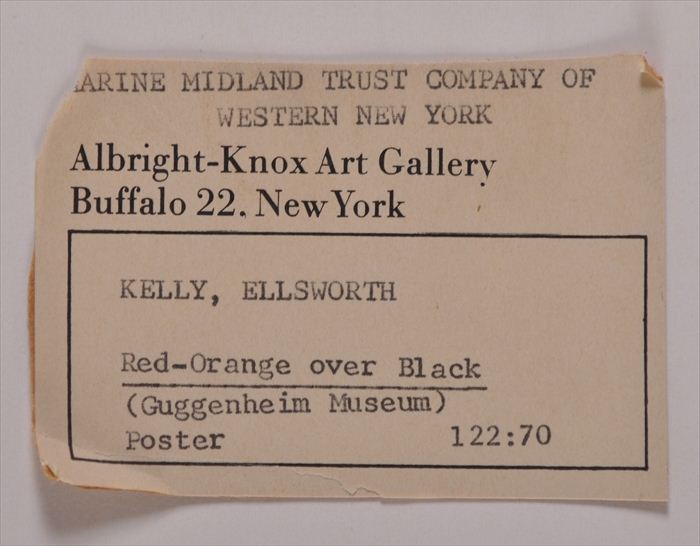 ARINE MIDLAND TRUST COMPANY OF
WESTERN NEW YORK
Albright-Knox Art Gallery
Buffalo 22, New York
KELLY, ELLSWORTH
Red-Orange over Black
(Guggenheim Museum)
Poster 122:70